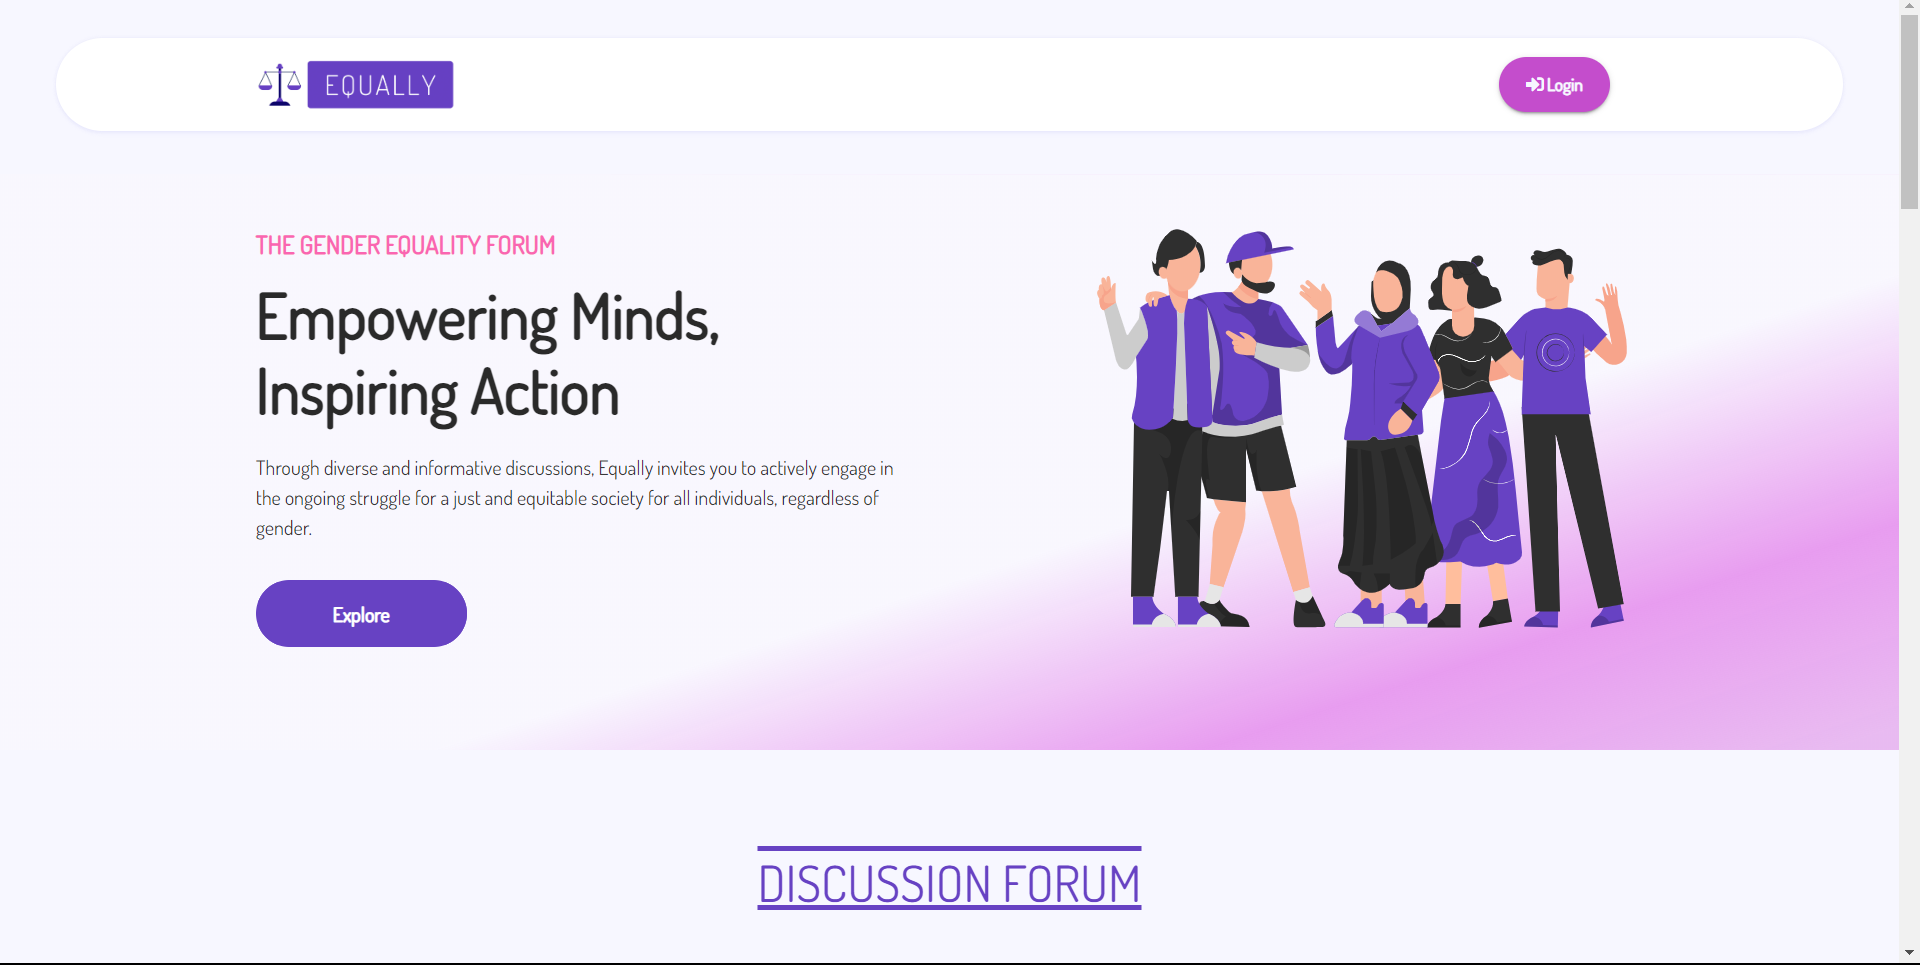 EQUALLY
Login
THE GENDER EQUALITY FORUM
Empowering Minds,
Inspiring Action
Through diverse and informative discussions, Equally invites you to actively engage in
the ongoing struggle for a just and equitable society for all individuals, regardless of
gender.
Explore
DISCUSSION FORUM